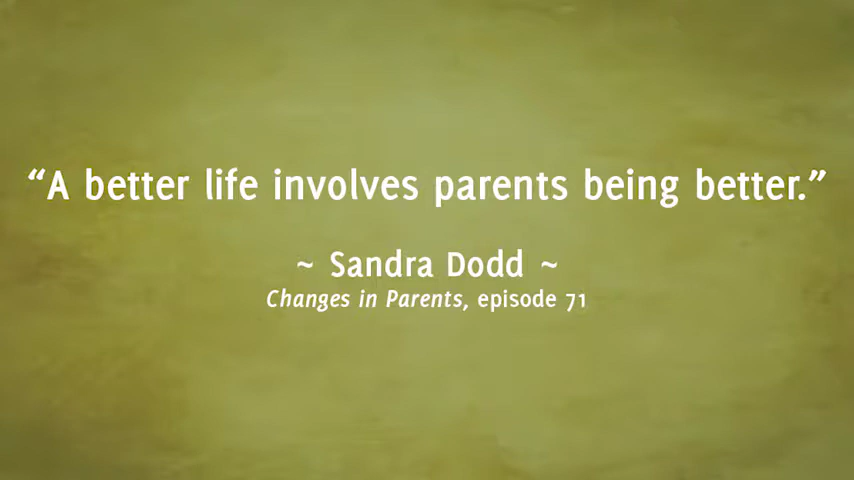 “A better life involves parents being better.”
~ Sandra Dodd ~
Changes in Parents, episode 71